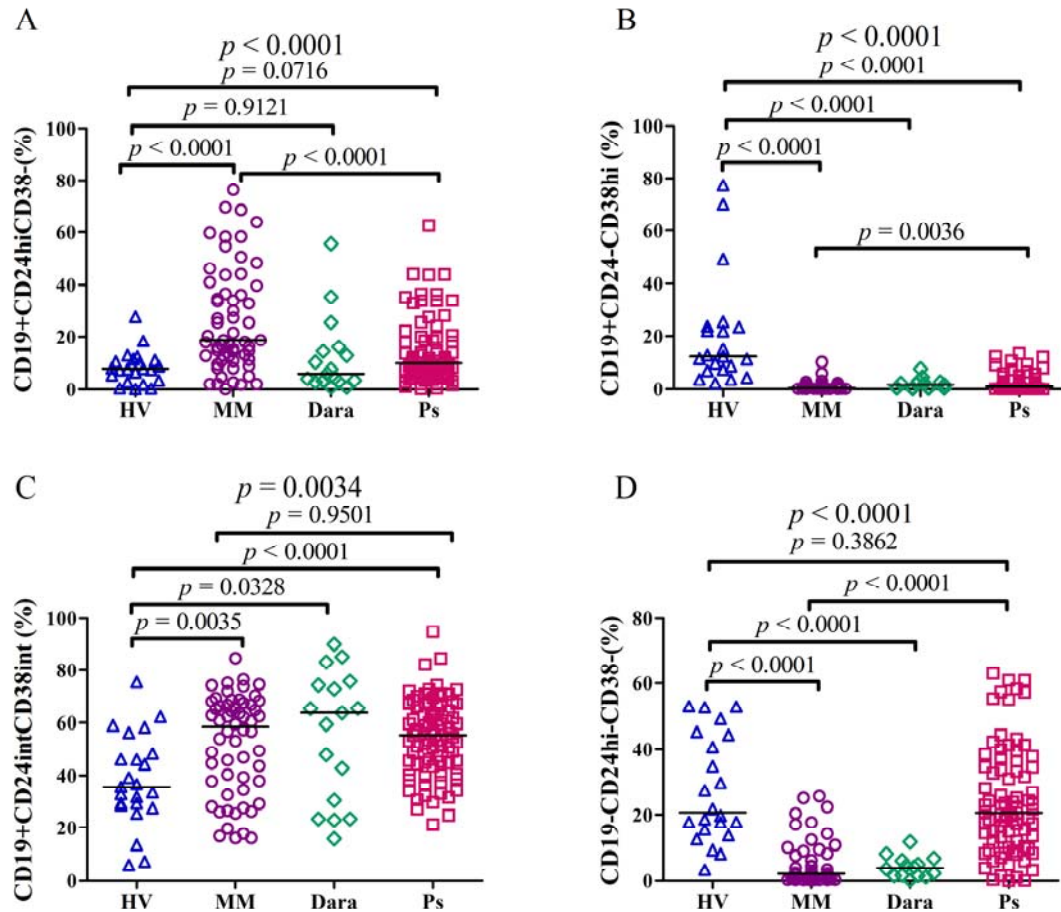 A
p < 0.0001
p = 0.0716
p = 0.9121
p < 0.0001
p < 0.0001
CD19+CD24hiCD38-(%)
100
80
60
40
20
0
HV MM Dara Ps
B
p < 0.0001
p < 0.0001
p < 0.0001
p < 0.0001
p = 0.0036
CD19+CD24-CD38hi (%)
100
80
60
40
20
0
HV MM Dara Ps
C
p = 0.0034
p = 0.9501
p < 0.0001
p = 0.0328
p = 0.0035
CD19+CD24intCD38int (%)
100
80
60
40
20
0
HV MM Dara Ps
D
p < 0.0001
p = 0.3862
p < 0.0001
p < 0.0001
p < 0.0001
CD19-CD24hi-CD38-(%)
80
60
40
20
0
HV MM Dara Ps